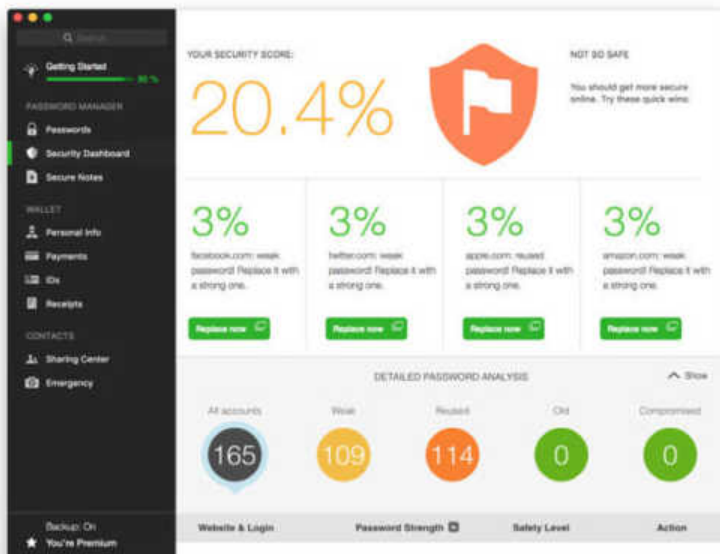 Search
Getting Started
PASSWORD MANAGER
Passwords
Security Dashboard
Secure Notes
WALLET
Personal Info
Payments
IDs
Receipts
CONTACTS
Sharing Center
Emergency
Backup: On
You're Premium
YOUR SECURITY SCORE:
20.4%
NOT SO SAFE
You should get more secure
online. Try these quick wins:
3%
facebook.com: weak
password! Replace it with
a strong one.
Replace now
3%
twitter.com: weak
password! Replace it with
a strong one.
Replace now
3%
apple.com: reused
password! Replace it with
a strong one.
Replace now
3%
amazon.com: weak
password! Replace it with
a strong one.
Replace now
DETAILED PASSWORD ANALYSIS
Show
All accounts
Weak
Reused
Old
Compromised
165
109
114
0
0
Website & Login
Password Strength
Safety Level
Action